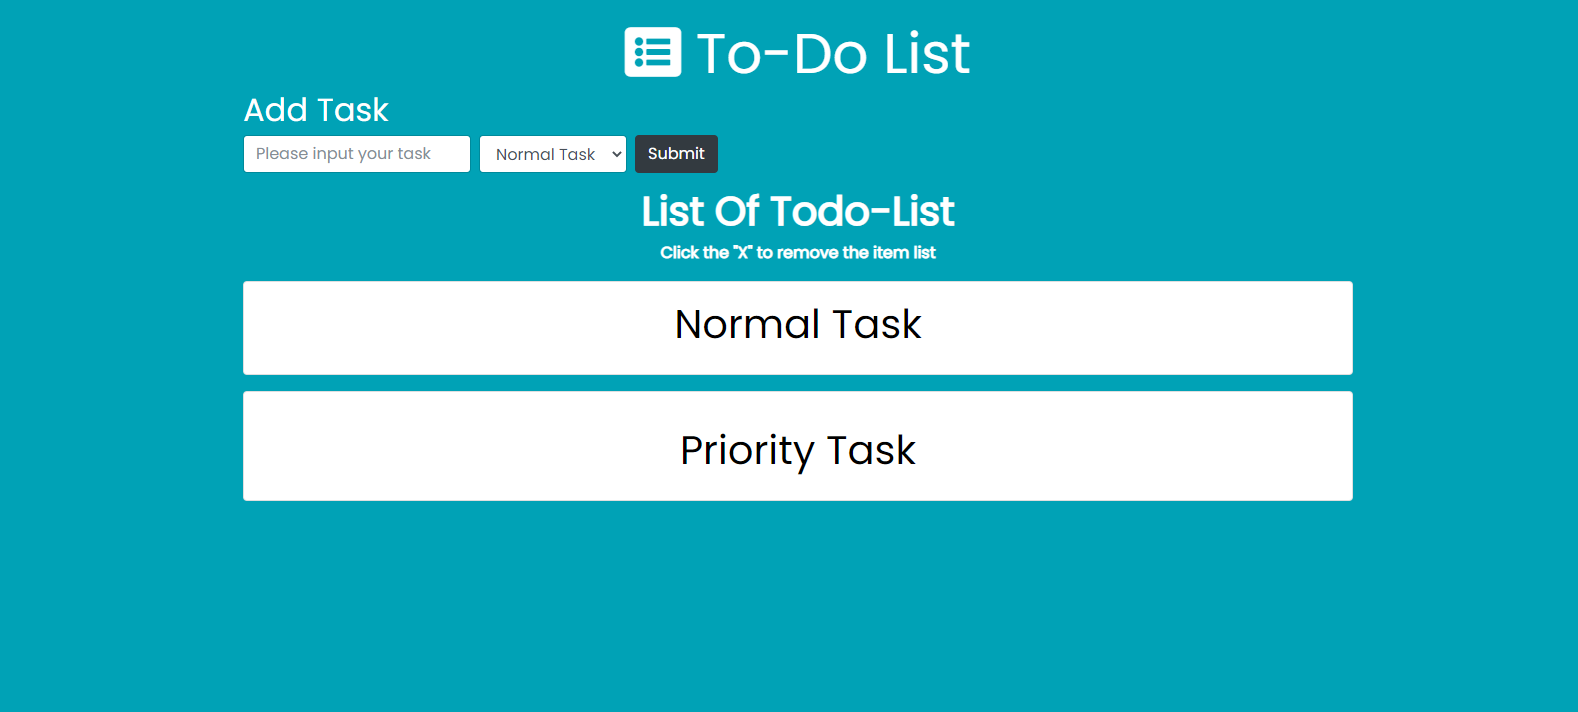 To-Do List
Add Task
Please input your task Normal Task Submit
List Of Todo-List
Click the "X" to remove the item list
Normal Task
Priority Task